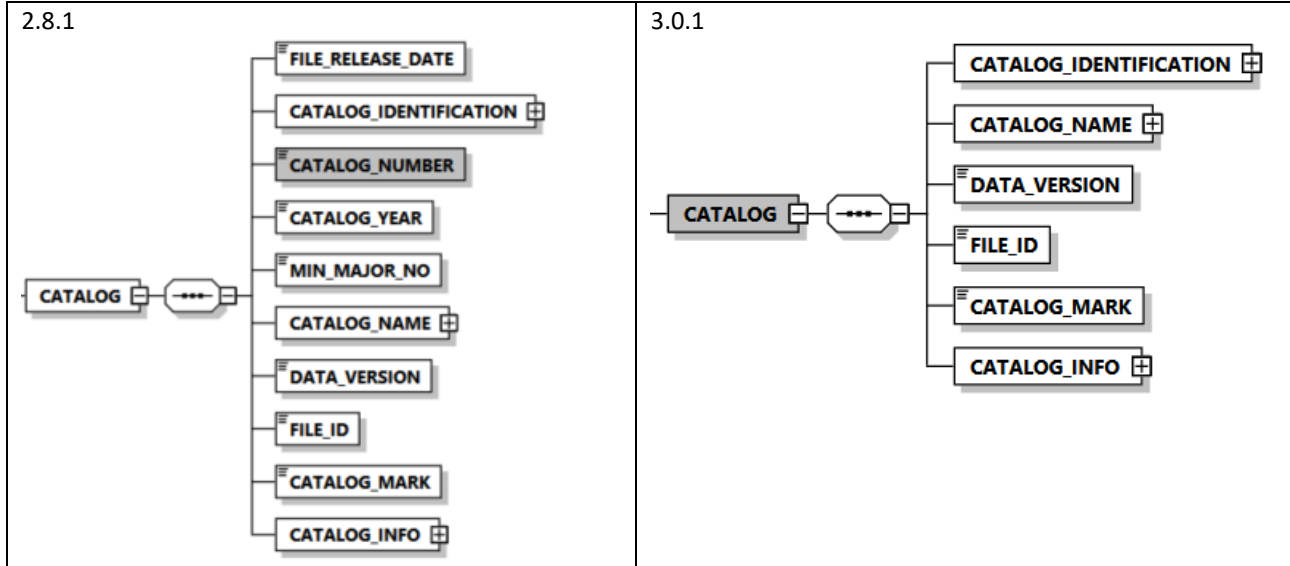 2.8.1
FILE_RELEASE_DATE
CATALOG_IDENTIFICATION
CATALOG_NUMBER
CATALOG_YEAR
MIN_MAJOR_NO
CATALOG
CATALOG_NAME
DATA_VERSION
FILE_ID
CATALOG_MARK
CATALOG_INFO
3.0.1
CATALOG_IDENTIFICATION
CATALOG_NAME
DATA_VERSION
CATALOG
FILE_ID
CATALOG_MARK
CATALOG_INFO